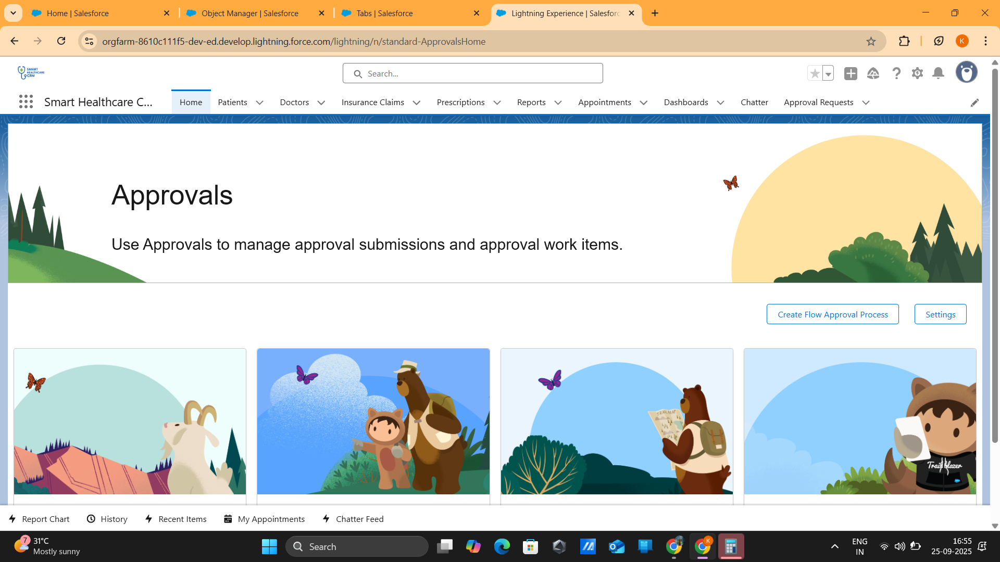 Home | Salesforce
Object Manager | Salesforce
Tabs | Salesforce
Lightning Experience | Salesforc
orgfarm-8610c111f5-dev-ed.develop.lightning.force.com/lightning/n/standard-ApprovalsHome
K
SMART
HEALTHCARE
CRM
Search...
Smart Healthcare C...
Home
Patients
Doctors
Insurance Claims
Prescriptions
Reports
Appointments
Dashboards
Chatter
Approval Requests
Approvals
Use Approvals to manage approval submissions and approval work items.
Create Flow Approval Process
Settings
TRAILMAP
Trailblazer
Report Chart
History
Recent Items
My Appointments
Chatter Feed
7
31°C
Mostly sunny
Search
K
ENG
IN
16:55
25-09-2025